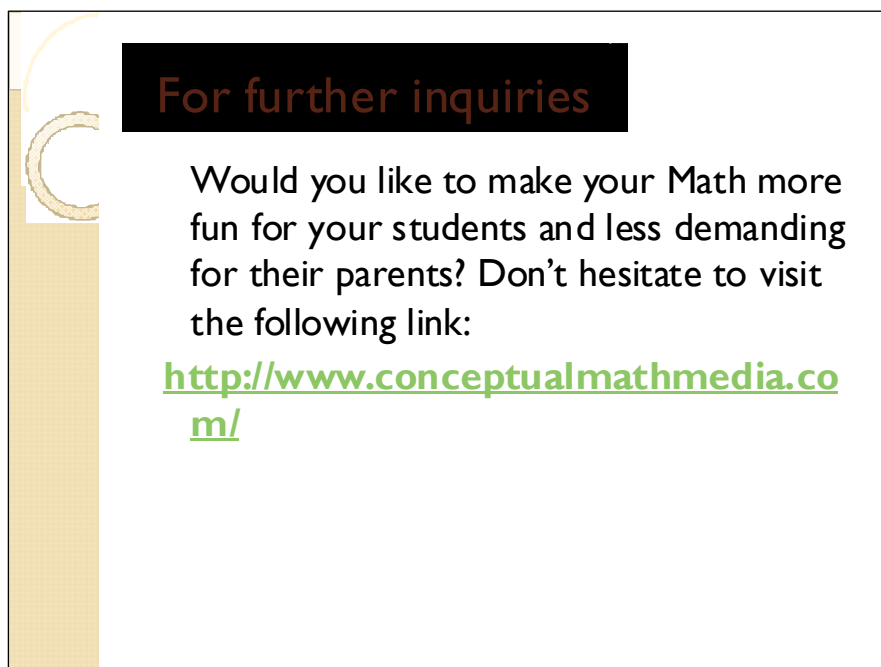 For further inquiries
Would you like to make your Math more
fun for your students and less demanding
for their parents? Don’t hesitate to visit
the following link:
http://www.conceptualmathmedia.co
m/